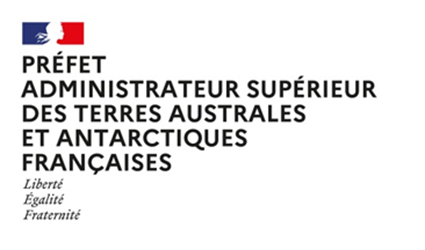 PRÉFET
ADMINISTRATEUR SUPÉRIEUR
DES TERRES AUSTRALES
ET ANTARCTIQUES
FRANÇAISES
Liberté
Égalité
Fraternité